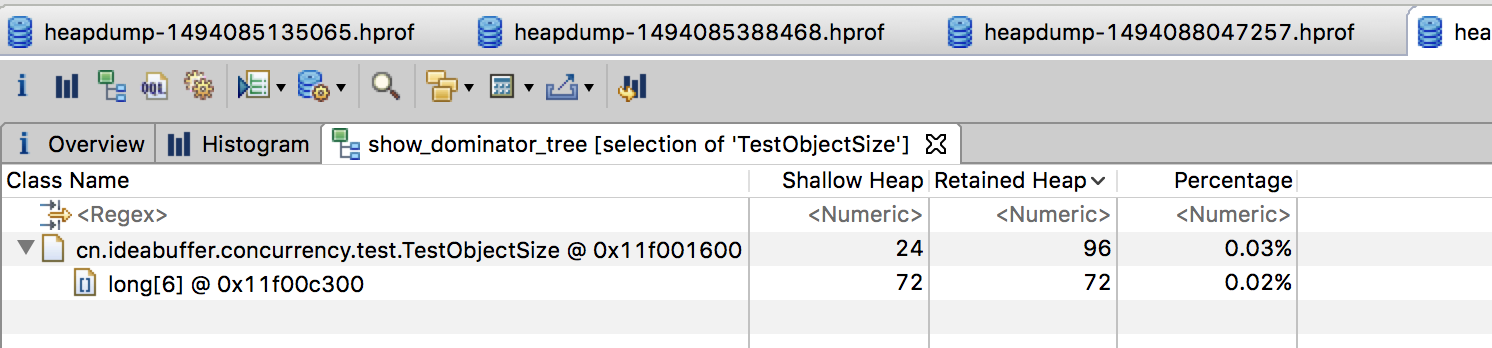 heapdump-1494085135065.hprof heapdump-1494085388468.hprof heapdump-1494088047257.hprof hea
i OQL
i Overview Histogram show_dominator_tree [selection of 'TestObjectSize']
Class Name Shallow Heap Retained Heap Percentage
<Regex> <Numeric> <Numeric> <Numeric>
cn.ideabuffer.concurrency.test.TestObjectSize @ 0x11f001600 24 96 0.03%
long[6] @ 0x11f00c300 72 72 0.02%